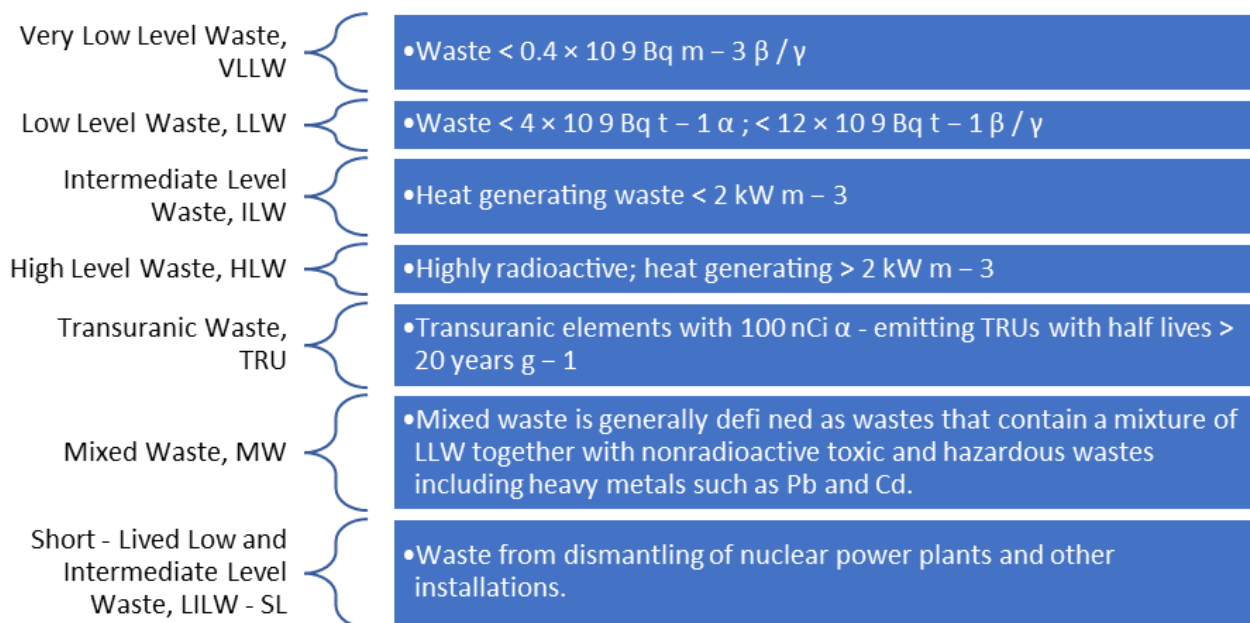 Very Low Level Waste,
VLLW
•Waste < 0.4 × 10 9 Bq m – 3 β / γ
Low Level Waste, LLW
•Waste < 4 × 10 9 Bq t – 1 α ; < 12 × 10 9 Bq t – 1 β / γ
Intermediate Level
Waste, ILW
•Heat generating waste < 2 kW m – 3
High Level Waste, HLW
•Highly radioactive; heat generating > 2 kW m – 3
Transuranic Waste,
TRU
•Transuranic elements with 100 nCi α - emitting TRUs with half lives >
20 years g – 1
Mixed Waste, MW
•Mixed waste is generally defi ned as wastes that contain a mixture of
LLW together with nonradioactive toxic and hazardous wastes
including heavy metals such as Pb and Cd.
Short - Lived Low and
Intermediate Level
Waste, LILW - SL
•Waste from dismantling of nuclear power plants and other
installations.